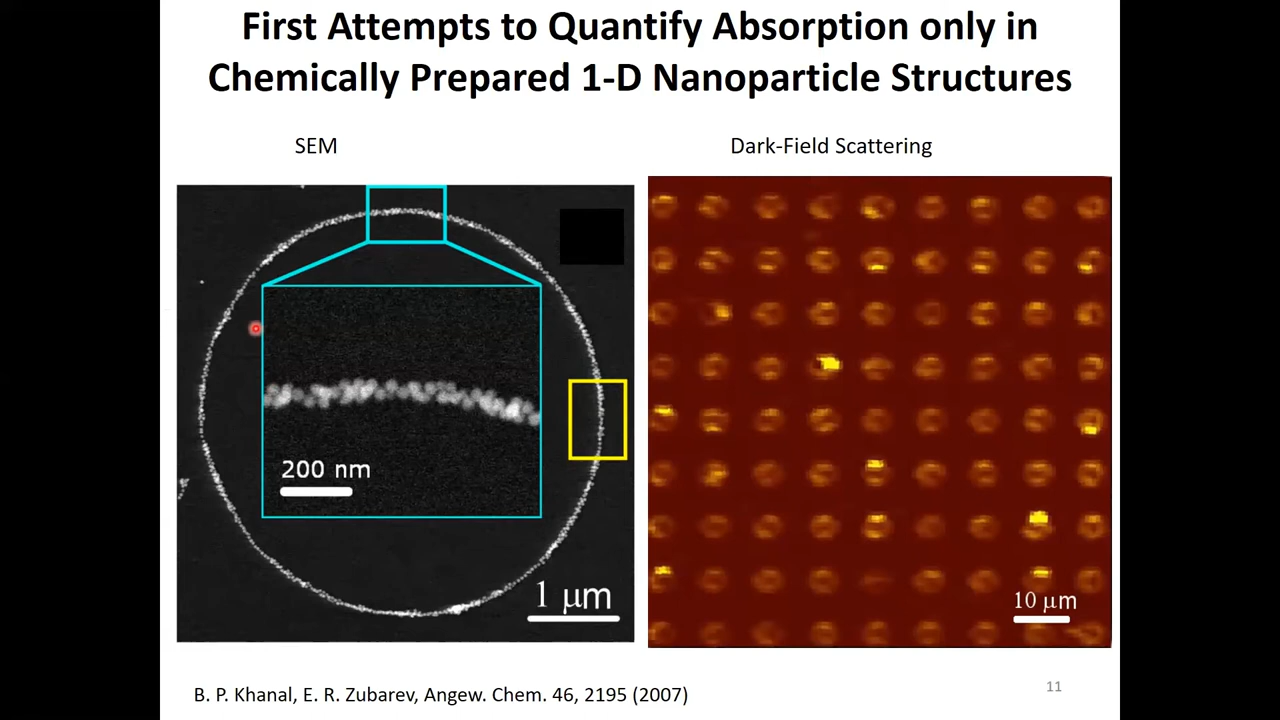 First Attempts to Quantify Absorption only in
Chemically Prepared 1-D Nanoparticle Structures
SEM
Dark-Field Scattering
200 nm
1 μm
10 μm
B. P. Khanal, E. R. Zubarev, Angew. Chem. 46, 2195 (2007)
11